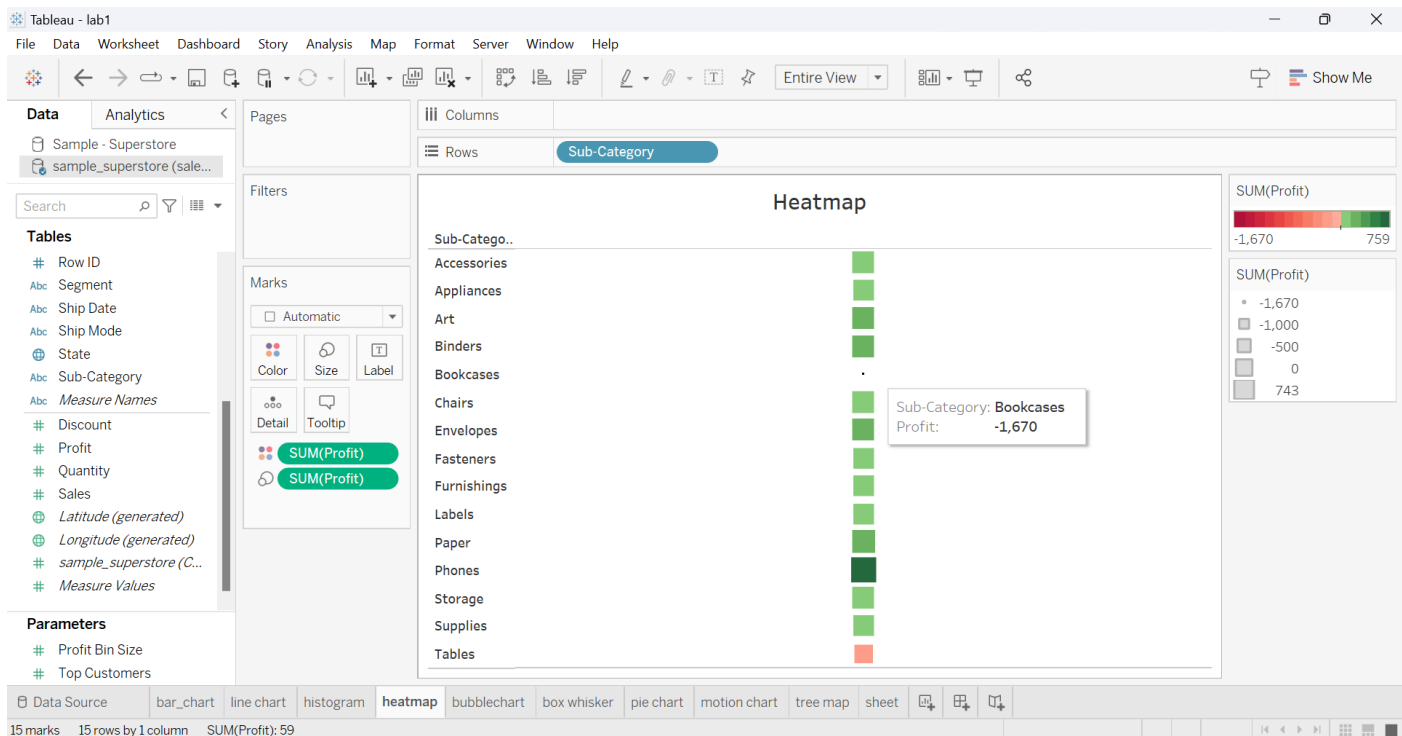 Tableau - lab1
File Data Worksheet Dashboard Story Analysis Map Format Server Window Help
Entire View
Show Me
Data Analytics
Sample - Superstore
sample_superstore (sale...
Search
Tables
# Row ID
Abc Segment
Abc Ship Date
Abc Ship Mode
State
Abc Sub-Category
Abc Measure Names
# Discount
# Profit
# Quantity
# Sales
Latitude (generated)
Longitude (generated)
# sample_superstore (C...
# Measure Values
Parameters
# Profit Bin Size
# Top Customers
Pages
Filters
Marks
Automatic
Color Size Label
Detail Tooltip
SUM(Profit)
SUM(Profit)
Columns
Rows Sub-Category
Heatmap
Sub-Catego..
Accessories
Appliances
Art
Binders
Bookcases
Chairs
Envelopes
Fasteners
Furnishings
Labels
Paper
Phones
Storage
Supplies
Tables
Sub-Category: Bookcases
Profit: -1,670
SUM(Profit)
-1,670 759
SUM(Profit)
-1,670
-1,000
-500
0
743
Data Source bar_chart line chart histogram heatmap bubblechart box whisker pie chart motion chart tree map sheet
15 marks 15 rows by 1 column SUM(Profit): 59